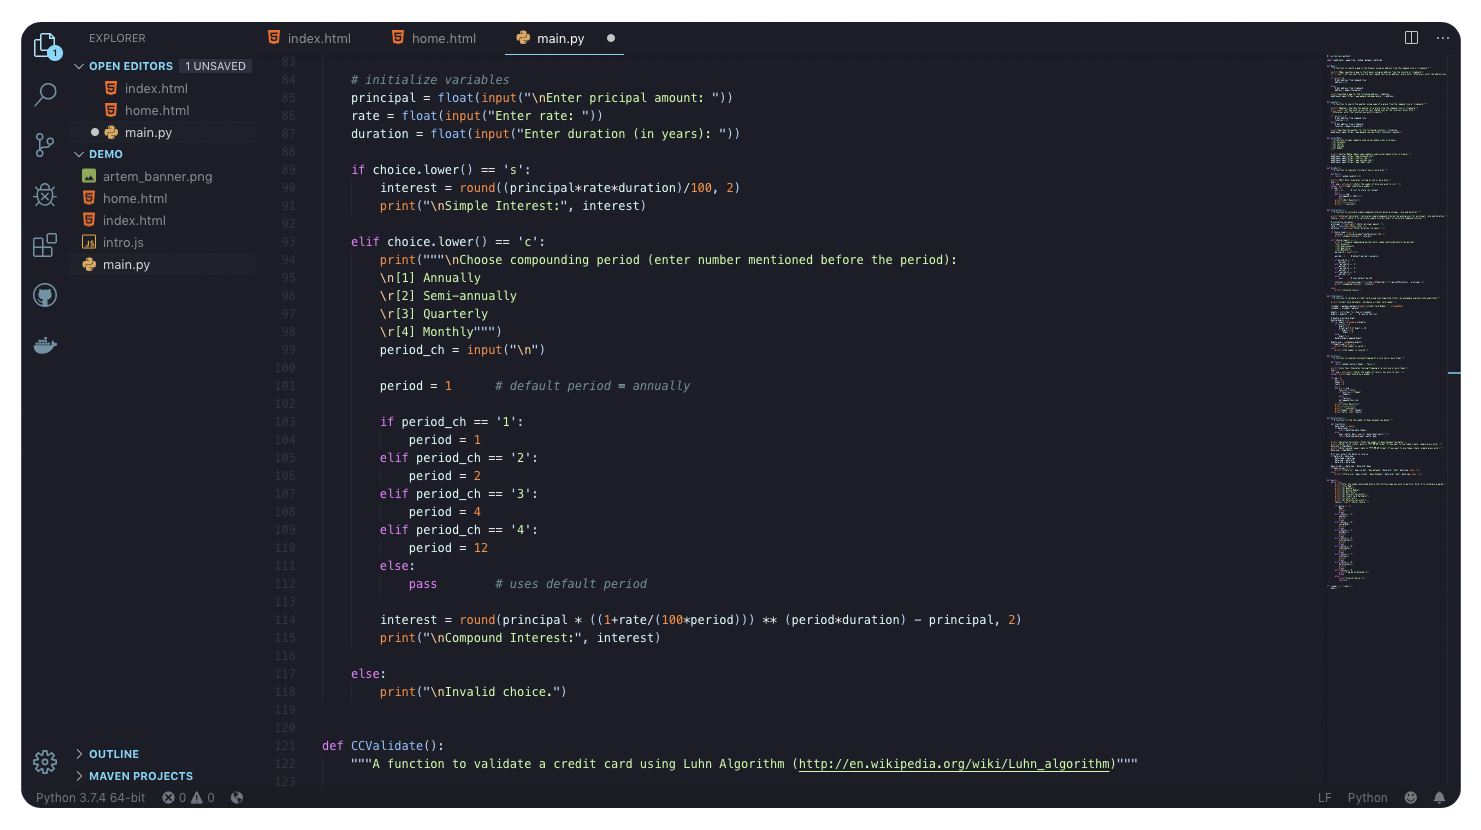 EXPLORER
OPEN EDITORS 1 UNSAVED
index.html
home.html
main.py
DEMO
artem_banner.png
home.html
index.html
intro.js
main.py
OUTLINE
MAVEN PROJECTS
1
index.html home.html main.py
83
84 # initialize variables
85 principal = float(input("\nEnter pricipal amount: "))
86 rate = float(input("Enter rate: "))
87 duration = float(input("Enter duration (in years): "))
88
89 if choice.lower() == 's':
90 interest = round((principal*rate*duration)/100, 2)
91 print("\nSimple Interest:", interest)
92
93 elif choice.lower() == 'c':
94 print("""\nChoose compounding period (enter number mentioned before the period):
95 \n[1] Annually
96 \r[2] Semi-annually
97 \r[3] Quarterly
98 \r[4] Monthly""")
99 period_ch = input("\n")
100
101 period = 1 # default period = annually
102
103 if period_ch == '1':
104 period = 1
105 elif period_ch == '2':
106 period = 2
107 elif period_ch == '3':
108 period = 4
109 elif period_ch == '4':
110 period = 12
111 else:
112 pass # uses default period
113
114 interest = round(principal * ((1+rate/(100*period))) ** (period*duration) - principal, 2)
115 print("\nCompound Interest:", interest)
116
117 else:
118 print("\nInvalid choice.")
119
120
121 def CCValidate():
122 """A function to validate a credit card using Luhn Algorithm (http://en.wikipedia.org/wiki/Luhn_algorithm)"""
123
Python 3.7.4 64-bit 0 0 LF Python